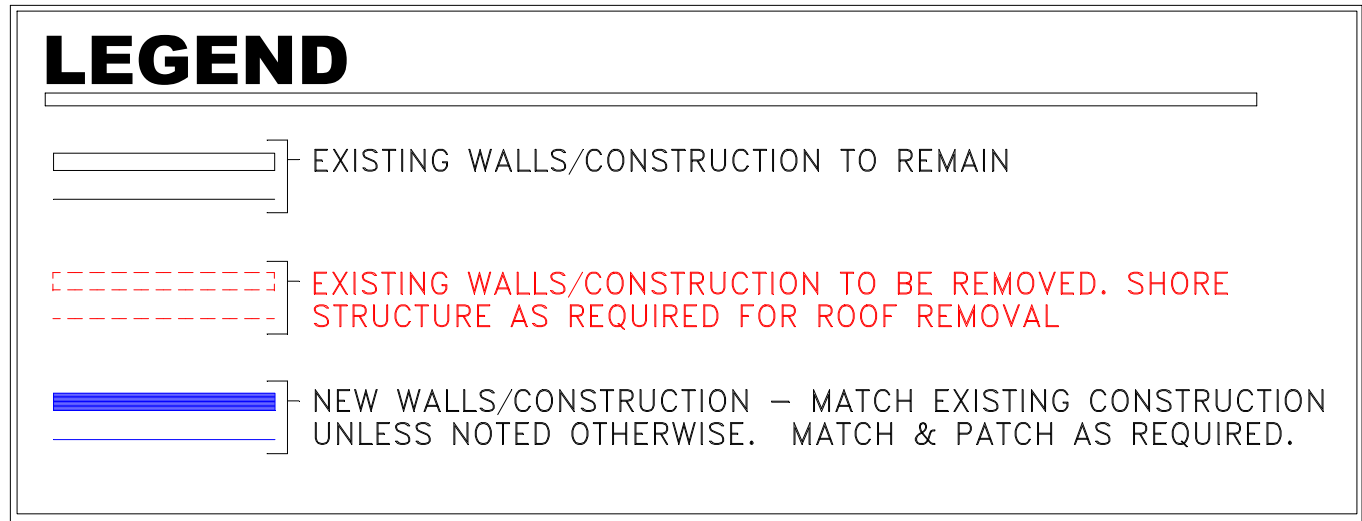 LEGEND
EXISTING WALLS/CONSTRUCTION TO REMAIN
EXISTING WALLS/CONSTRUCTION TO BE REMOVED. SHORE
STRUCTURE AS REQUIRED FOR ROOF REMOVAL
NEW WALLS/CONSTRUCTION – MATCH EXISTING CONSTRUCTION
UNLESS NOTED OTHERWISE.  MATCH & PATCH AS REQUIRED.